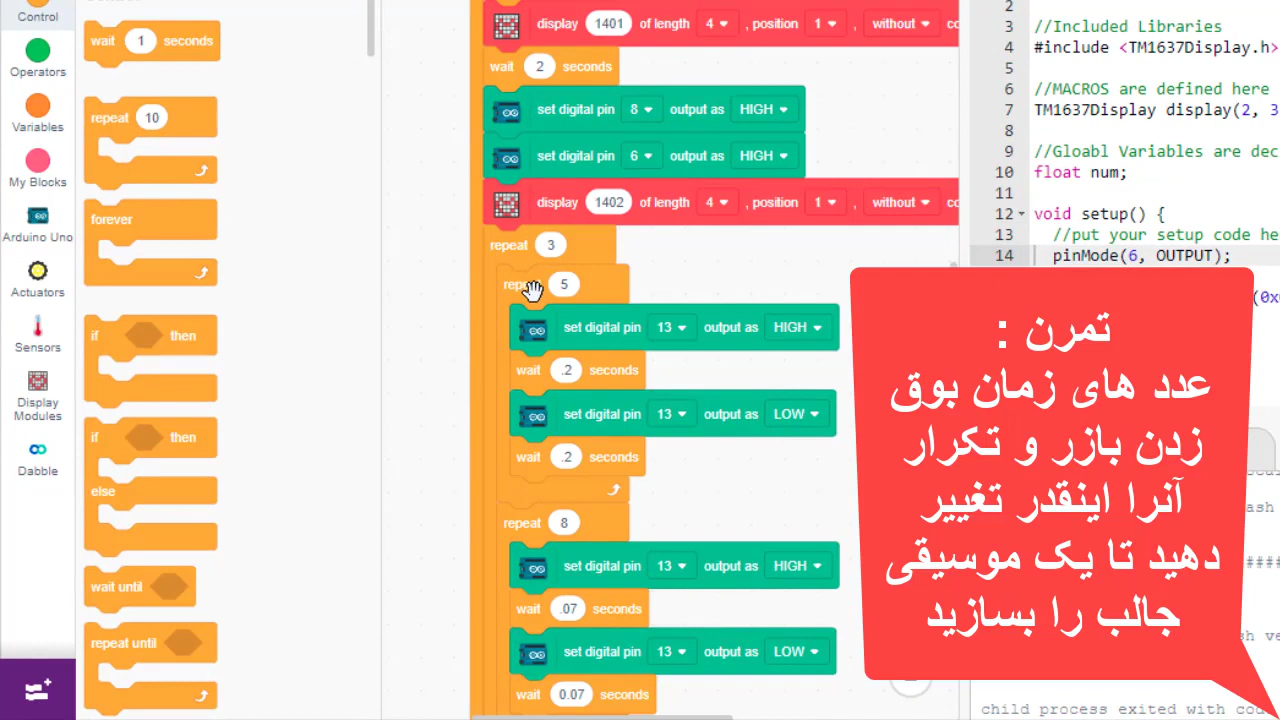 Control
Operators
Variables
My Blocks
Arduino Uno
Actuators
Sensors
Display
Modules
Dabble
wait 1 seconds
repeat 10
forever
if then
if then
else
wait until
repeat until
display 1401 of length 4 , position 1 , without
wait 2 seconds
set digital pin 8 output as HIGH
set digital pin 6 output as HIGH
display 1402 of length 4 , position 1 , without
repeat 3
5
set digital pin 13 output as HIGH
wait .2 seconds
set digital pin 13 output as LOW
wait .2 seconds
repeat 8
set digital pin 13 output as HIGH
wait .07 seconds
set digital pin 13 output as LOW
wait 0.07 seconds
2
3 //Included Libraries
4 #include <TM1637Display.h>
5
6 //MACROS are defined here
7 TM1637Display display(2, 3
8
9 //Gloabl Variables are dec
10 float num;
11
12 void setup() {
13 //put your setup code he
14 pinMode(6, OUTPUT);
تمرن :
عدد های زمان بوق
زدن بازر و تکرار
آنرا اینقدر تغییر
دهید تا یک موسیقی
جالب را بسازید
child process exited with